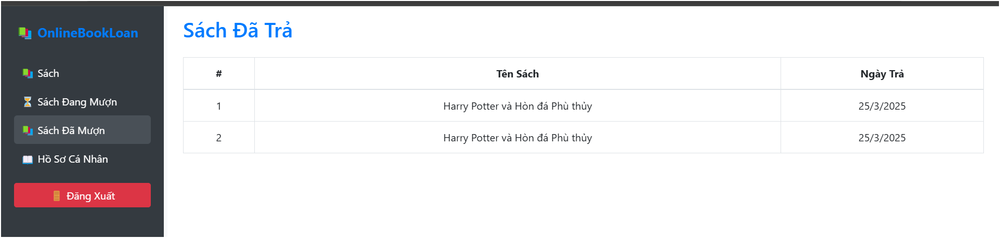 OnlineBookLoan
Sách
Sách Đang Mượn
Sách Đã Mượn
Hồ Sơ Cá Nhân
Đăng Xuất
Sách Đã Trả
# Tên Sách Ngày Trả
1 Harry Potter và Hòn đá Phù thủy 25/3/2025
2 Harry Potter và Hòn đá Phù thủy 25/3/2025